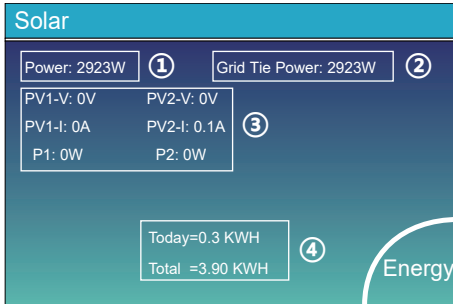 Solar
Power: 2923W ① Grid Tie Power: 2923W ②
PV1-V: 0V PV2-V: 0V
PV1-I: 0A PV2-I: 0.1A ③
P1: 0W P2: 0W
Today=0.3 KWH ④
Total =3.90 KWH
Energy